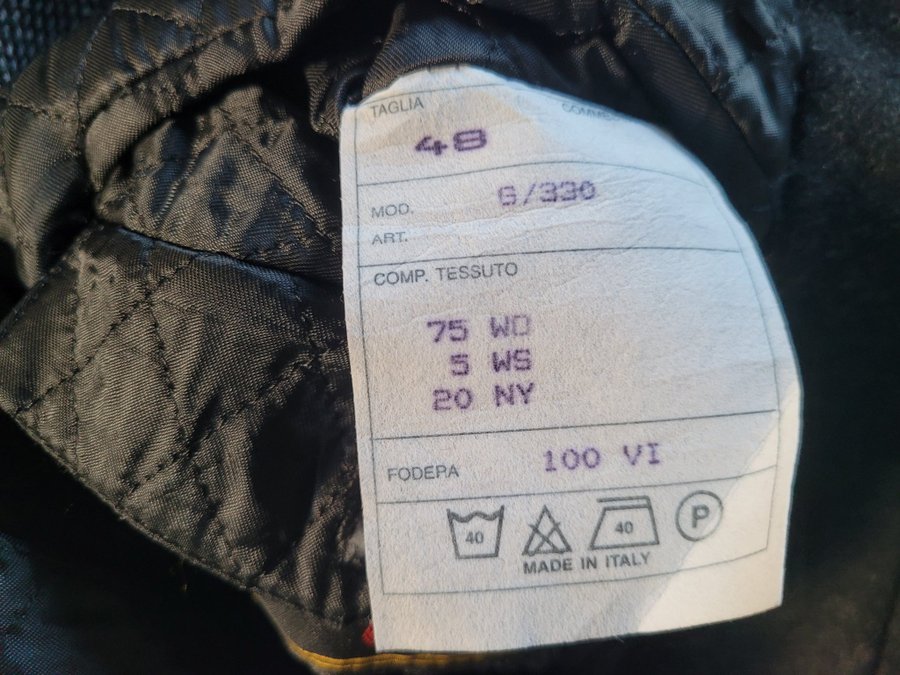 TAGLIA
48
MOD. S/330
ART.
COMP. TESSUTO
75 WO
5 WS
20 NY
FODERA 100 VI
40 40 P
MADE IN ITALY